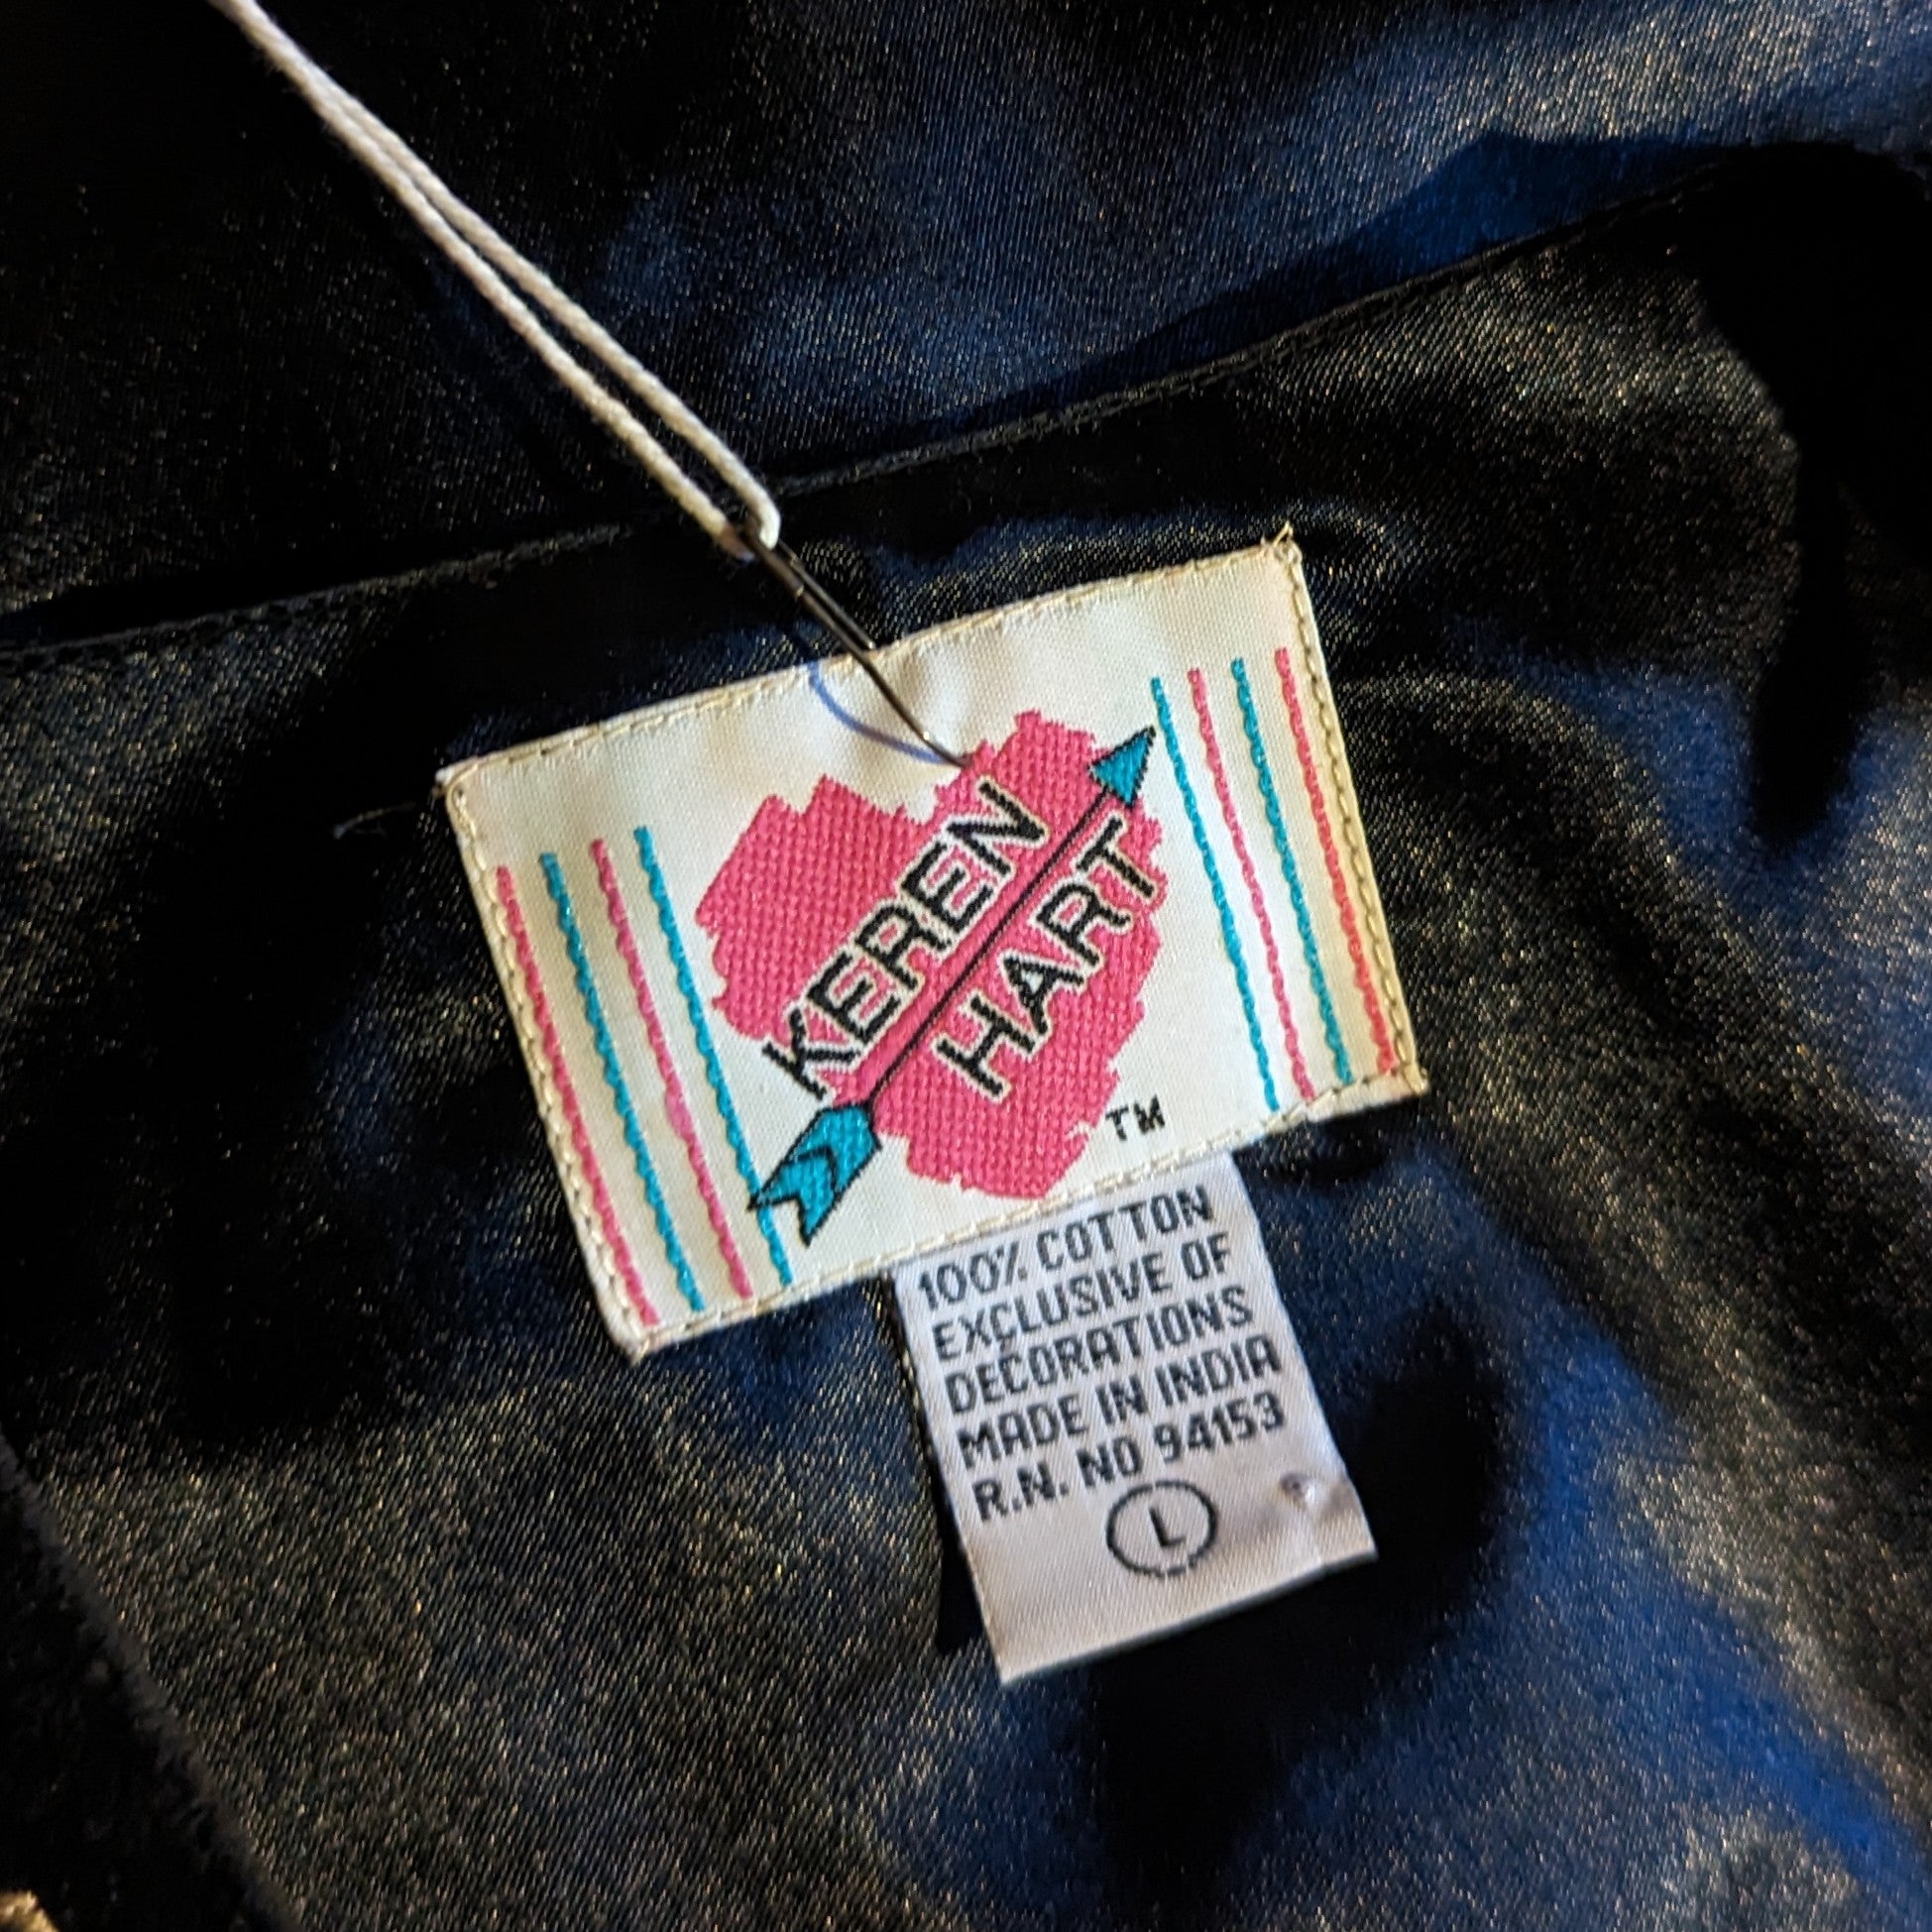 KEREN
HART
TM
100% COTTON
EXCLUSIVE OF
DECORATIONS
MADE IN INDIA
R.N. NO 94153
L